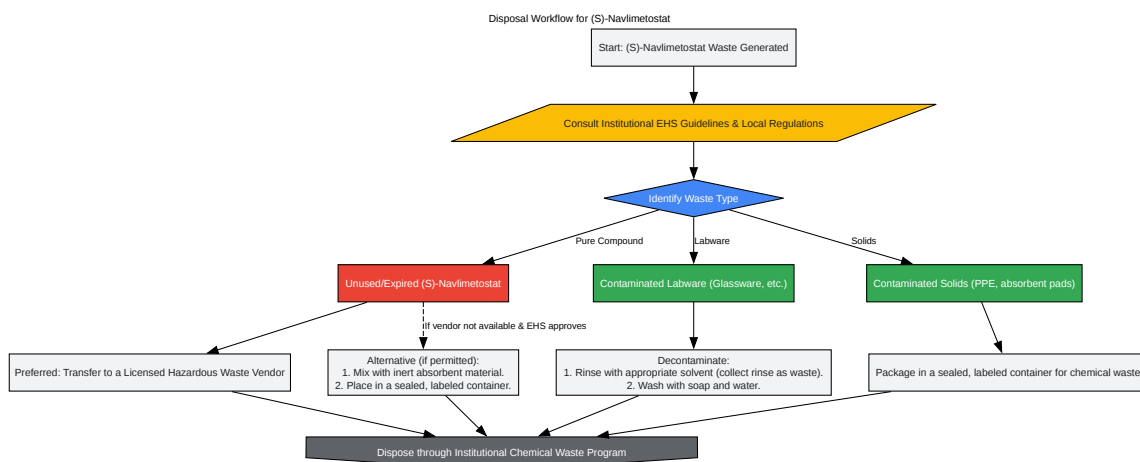 Disposal Workflow for (S)-Navlimetostat
Start: (S)-Navlimetostat Waste Generated
Consult Institutional EHS Guidelines & Local Regulations
Identify Waste Type
Pure Compound
Labware
Solids
Unused/Expired (S)-Navlimetostat
Contaminated Labware (Glassware, etc.)
Contaminated Solids (PPE, absorbent pads)
If vendor not available & EHS approves
Preferred: Transfer to a Licensed Hazardous Waste Vendor
Alternative (if permitted):
1. Mix with inert absorbent material.
2. Place in a sealed, labeled container.
Decontaminate:
1. Rinse with appropriate solvent (collect rinse as waste).
2. Wash with soap and water.
Package in a sealed, labeled container for chemical waste
Dispose through Institutional Chemical Waste Program